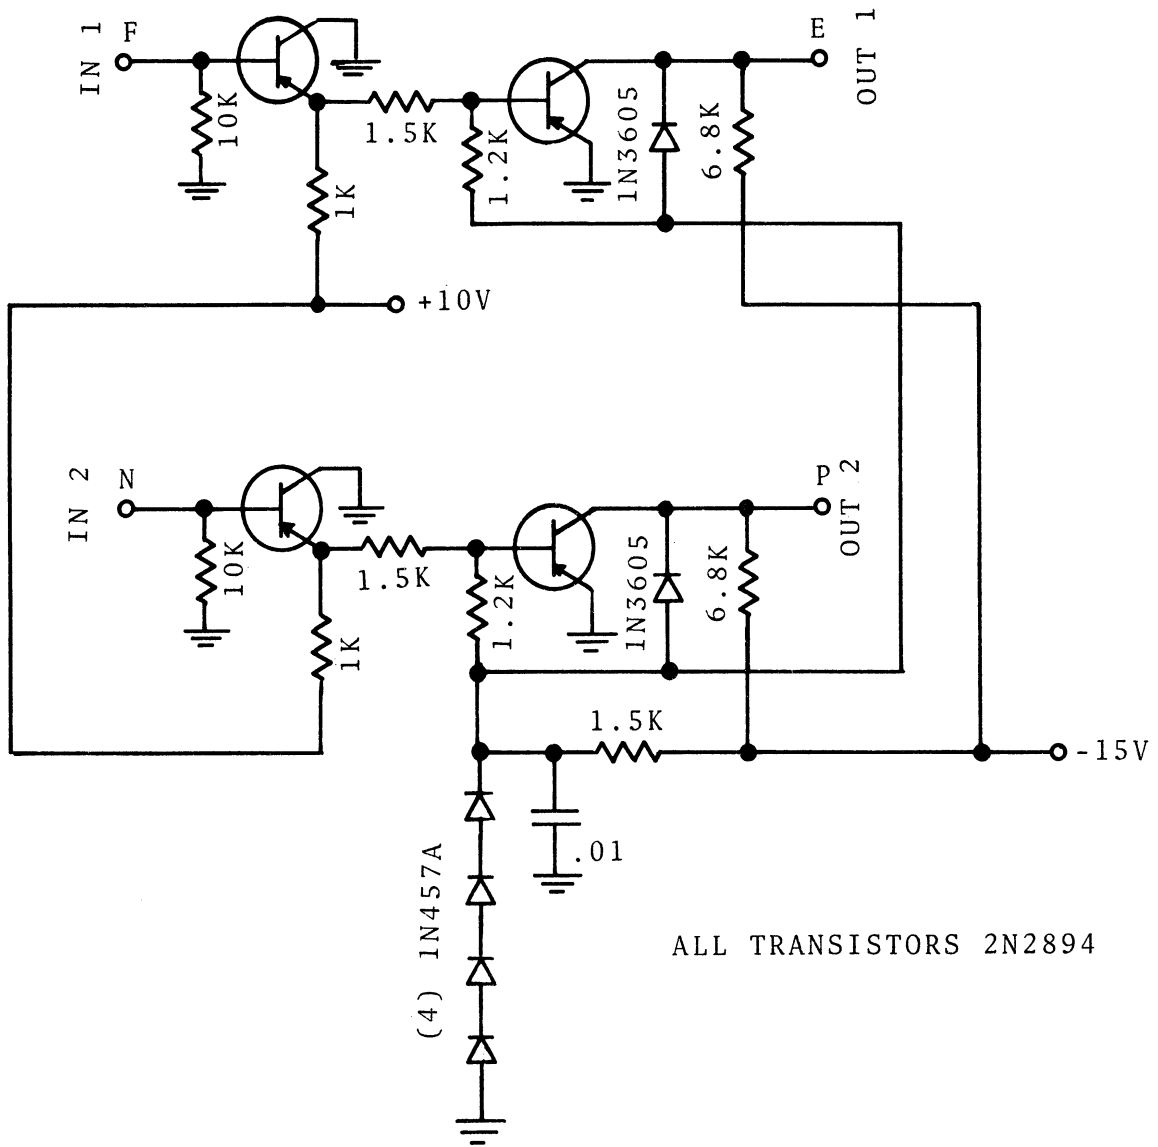 IN 1
F
E
OUT 1
10K
1.5K
1.2K
1N3605
6.8K
1K
+10V
IN 2
N
P
OUT 2
10K
1.5K
1.2K
1N3605
6.8K
1K
1.5K
-15V
.01
(4) 1N457A
ALL TRANSISTORS 2N2894